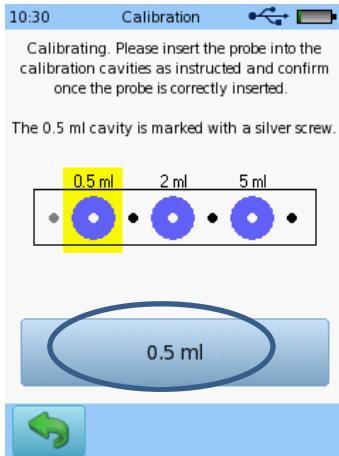 10:30 Calibration
Calibrating. Please insert the probe into the
calibration cavities as instructed and confirm
once the probe is correctly inserted.
The 0.5 ml cavity is marked with a silver screw.
0.5 ml 2 ml 5 ml
0.5 ml